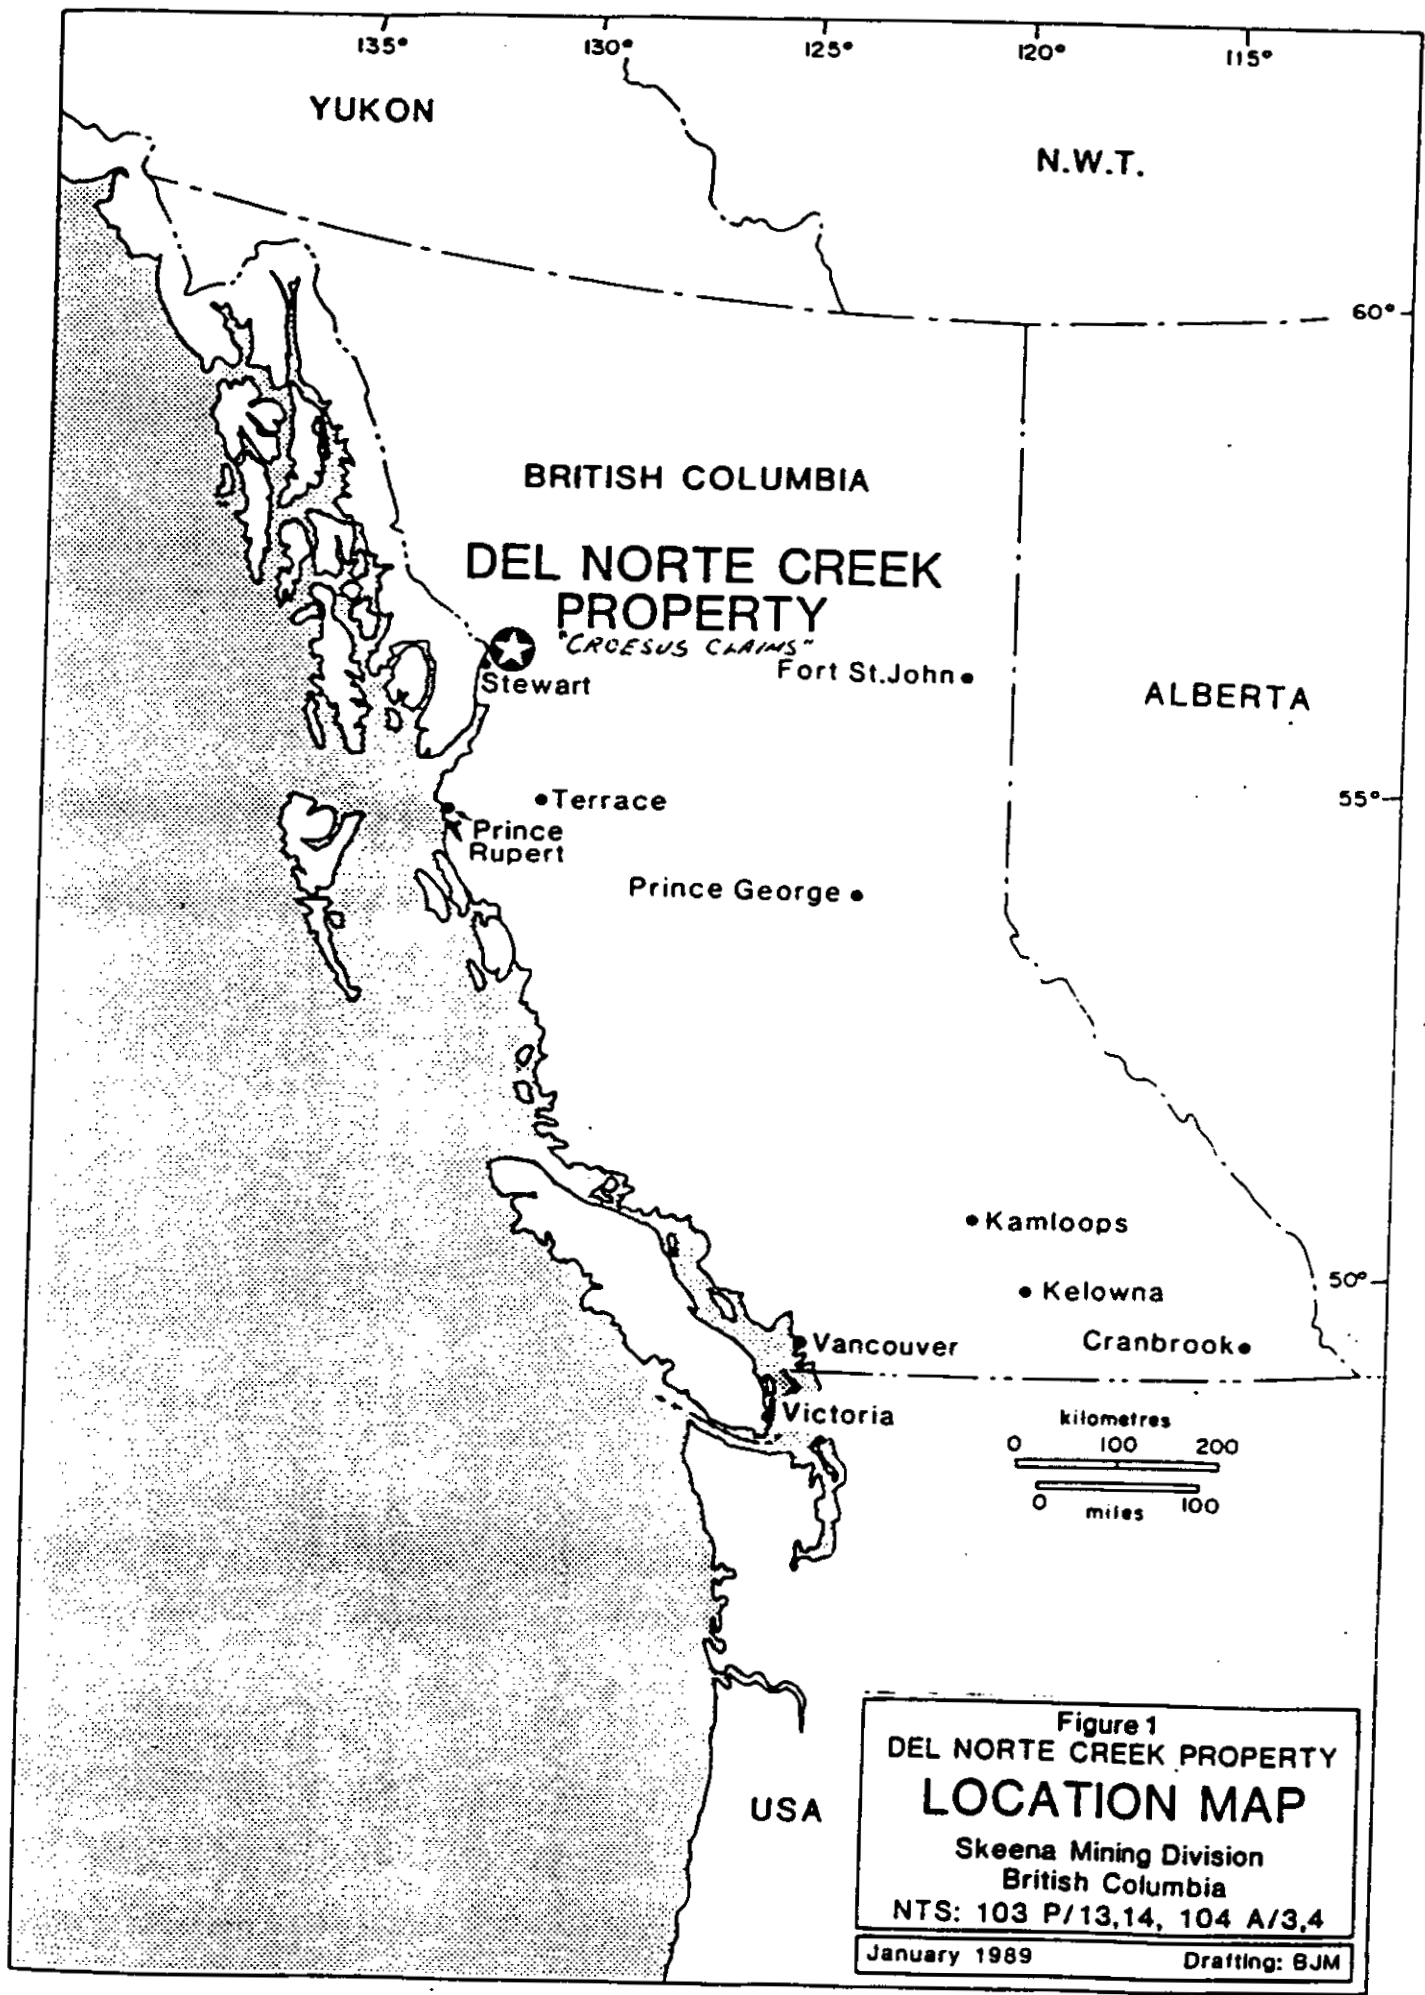 135° 130° 125° 120° 115°
YUKON
N.W.T.
60°
BRITISH COLUMBIA
DEL NORTE CREEK
PROPERTY
"CROESUS CLAIMS"
Fort St.John
Stewart
ALBERTA
55°
Terrace
Prince
Rupert
Prince George
Kamloops
50°
Kelowna
Vancouver
Cranbrook
Victoria
kilometres
0 100 200
0 100
miles
USA
Figure 1
DEL NORTE CREEK PROPERTY
LOCATION MAP
Skeena Mining Division
British Columbia
NTS: 103 P/13,14, 104 A/3,4
January 1989 Drafting: BJM